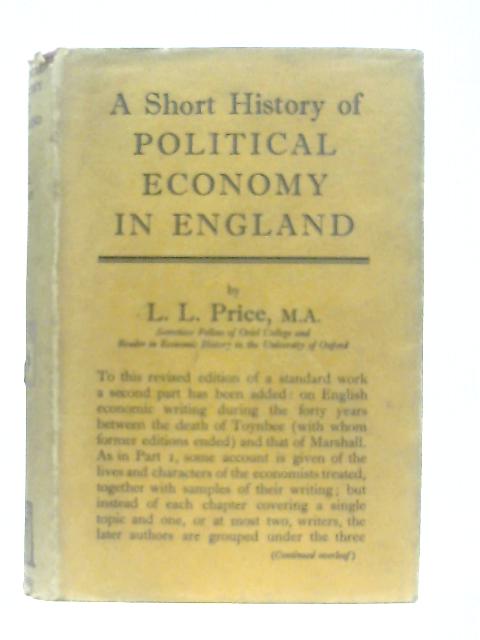 A Short History of
POLITICAL
ECONOMY
IN ENGLAND
by
L. L. Price, M.A.
Sometime Fellow of Oriel College and
Reader in Economic History in the University of Oxford
To this revised edition of a standard work
a second part has been added: on English
economic writing during the forty years
between the death of Toynbee (with whom
former editions ended) and that of Marshall.
As in Part 1, some account is given of the
lives and characters of the economists treated,
together with samples of their writing; but
instead of each chapter covering a single
topic and one, or at most two, writers, the
later authors are grouped under the three
(Continued overleaf)